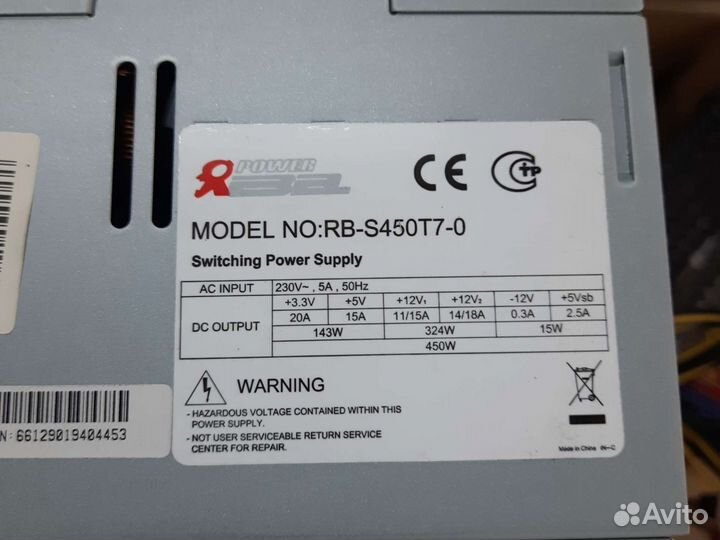 POWER
CE
MODEL NO:RB-S450T7-0
Switching Power Supply
AC INPUT 230V~ , 5A , 50Hz
DC OUTPUT +3.3V +5V +12V₁ +12V₂ -12V +5Vsb
20A 15A 11/15A 14/18A 0.3A 2.5A
143W 324W 15W
450W
WARNING
- HAZARDOUS VOLTAGE CONTAINED WITHIN THIS
POWER SUPPLY.
- NOT USER SERVICEABLE RETURN SERVICE
CENTER FOR REPAIR.
Made in China IN-C
N: 66129019404453
Avito